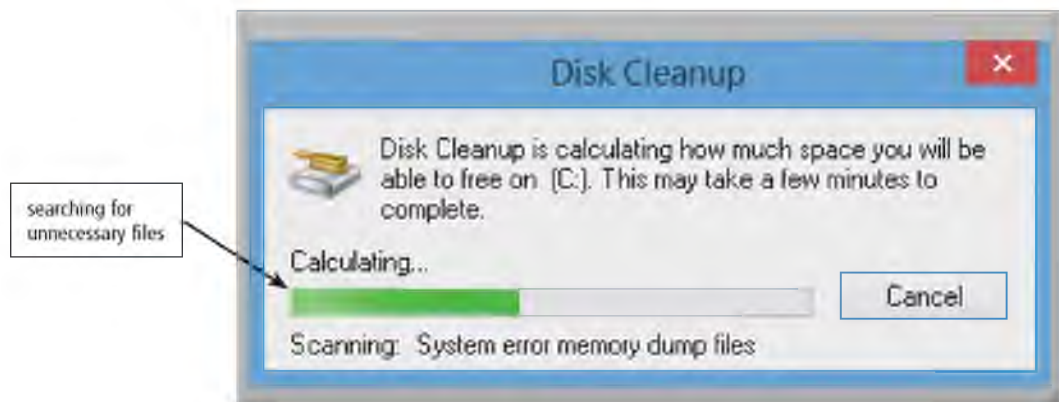 Disk Cleanup
Disk Cleanup is calculating how much space you will be
able to free on (C:). This may take a few minutes to
complete.
searching for
unnecessary files
Calculating...
Cancel
Scanning: System error memory dump files